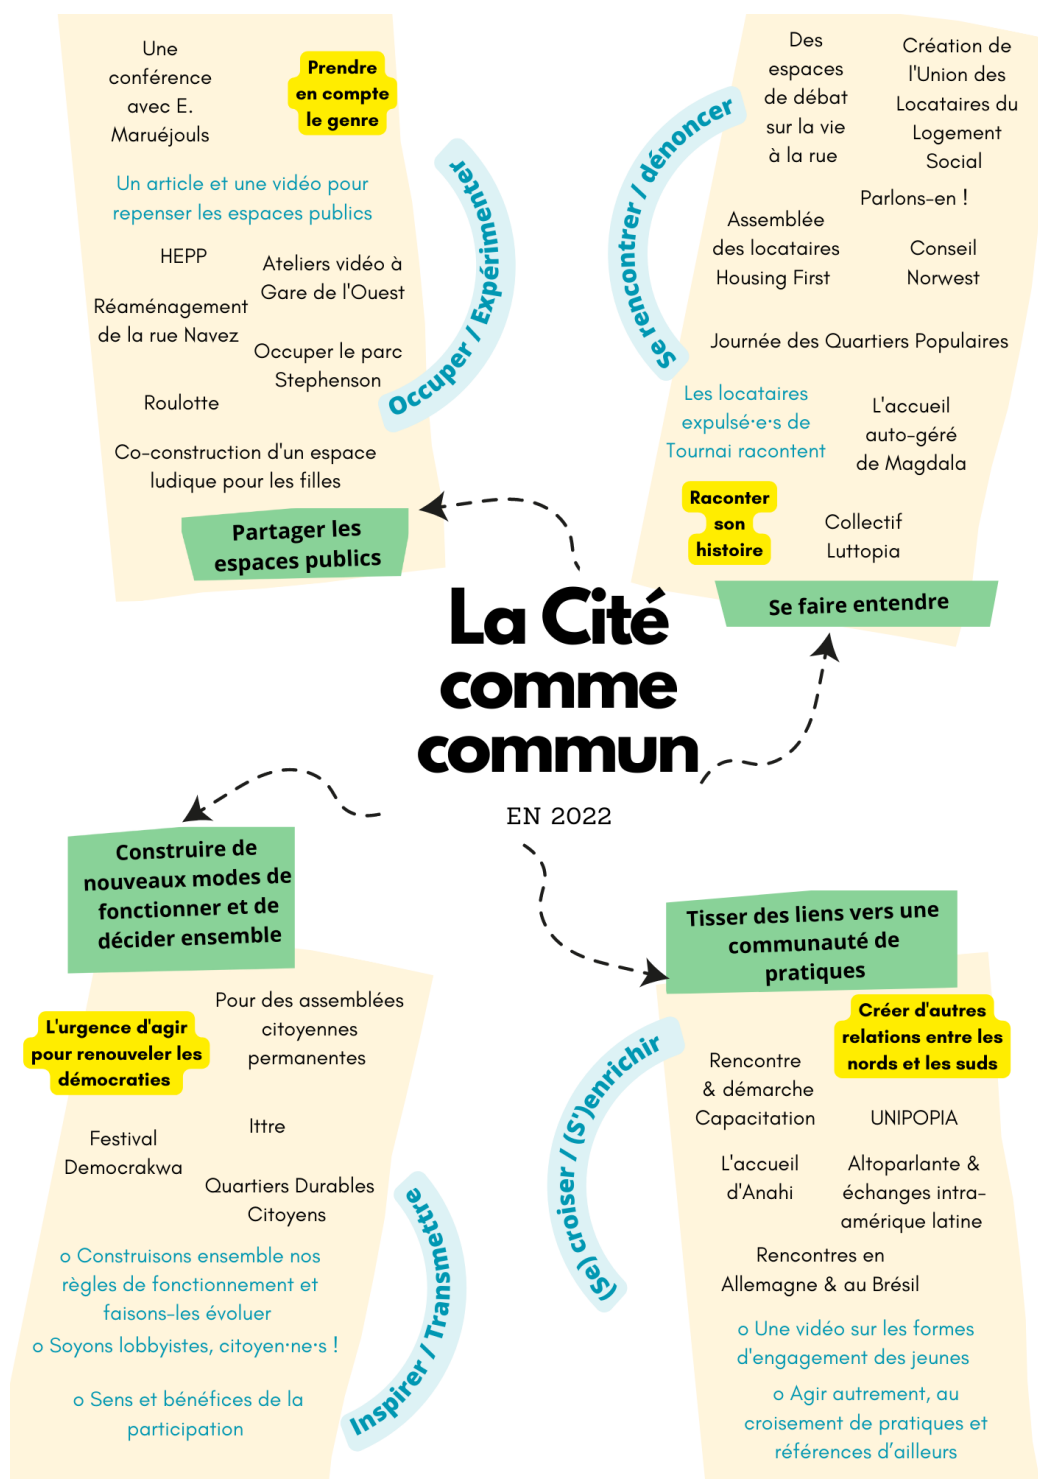 Une
conférence
avec E.
Maruéjouls
Prendre
en compte
le genre
Un article et une vidéo pour
repenser les espaces publics
HEPP
Ateliers vidéo à
Gare de l'Ouest
Réaménagement
de la rue Navez
Occuper le parc
Stephenson
Roulotte
Co-construction d'un espace
ludique pour les filles
Occuper / Expérimenter
Partager les
espaces publics
Des
espaces
de débat
sur la vie
à la rue
Création de
l'Union des
Locataires du
Logement
Social
Se rencontrer / dénoncer
Parlons-en !
Assemblée
des locataires
Housing First
Conseil
Norwest
Journée des Quartiers Populaires
Les locataires
expulsé·e·s de
Tournai racontent
L'accueil
auto-géré
de Magdala
Raconter
son
histoire
Collectif
Luttopia
Se faire entendre
La Cité
comme
commun
EN 2022
Construire de
nouveaux modes de
fonctionner et de
décider ensemble
L'urgence d'agir
pour renouveler les
démocraties
Pour des assemblées
citoyennes
permanentes
Ittre
Festival
Democrakwa
Quartiers Durables
Citoyens
o Construisons ensemble nos
règles de fonctionnement et
faisons-les évoluer
o Soyons lobbyistes, citoyen·ne·s !
o Sens et bénéfices de la
participation
Inspirer / Transmettre
Tisser des liens vers une
communauté de
pratiques
Créer d'autres
relations entre les
nords et les suds
(Se) croiser / (S')enrichir
Rencontre
& démarche
Capacitation
UNIPOPIA
L'accueil
d'Anahi
Altoparlante &
échanges intra-
amérique latine
Rencontres en
Allemagne & au Brésil
o Une vidéo sur les formes
d'engagement des jeunes
o Agir autrement, au
croisement de pratiques et
références d’ailleurs